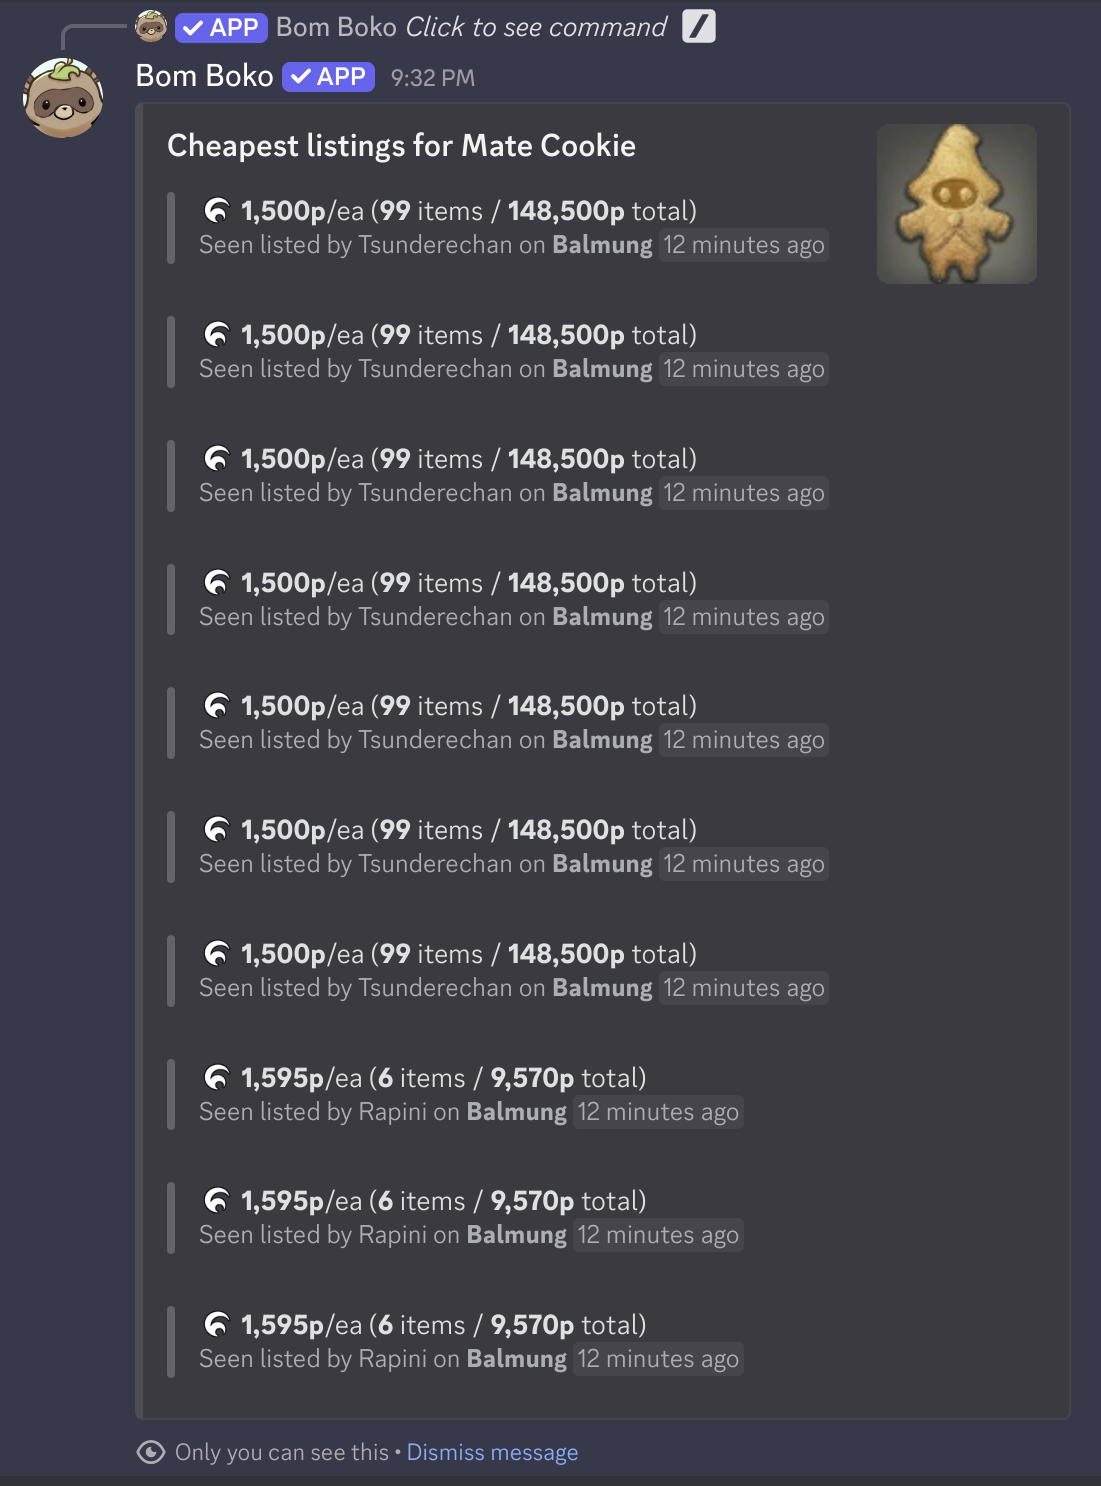 APP Bom Boko Click to see command
Bom Boko APP 9:32 PM
Cheapest listings for Mate Cookie
1,500p/ea (99 items / 148,500p total)
Seen listed by Tsunderechan on Balmung 12 minutes ago
1,500p/ea (99 items / 148,500p total)
Seen listed by Tsunderechan on Balmung 12 minutes ago
1,500p/ea (99 items / 148,500p total)
Seen listed by Tsunderechan on Balmung 12 minutes ago
1,500p/ea (99 items / 148,500p total)
Seen listed by Tsunderechan on Balmung 12 minutes ago
1,500p/ea (99 items / 148,500p total)
Seen listed by Tsunderechan on Balmung 12 minutes ago
1,500p/ea (99 items / 148,500p total)
Seen listed by Tsunderechan on Balmung 12 minutes ago
1,500p/ea (99 items / 148,500p total)
Seen listed by Tsunderechan on Balmung 12 minutes ago
1,595p/ea (6 items / 9,570p total)
Seen listed by Rapini on Balmung 12 minutes ago
1,595p/ea (6 items / 9,570p total)
Seen listed by Rapini on Balmung 12 minutes ago
1,595p/ea (6 items / 9,570p total)
Seen listed by Rapini on Balmung 12 minutes ago
Only you can see this • Dismiss message